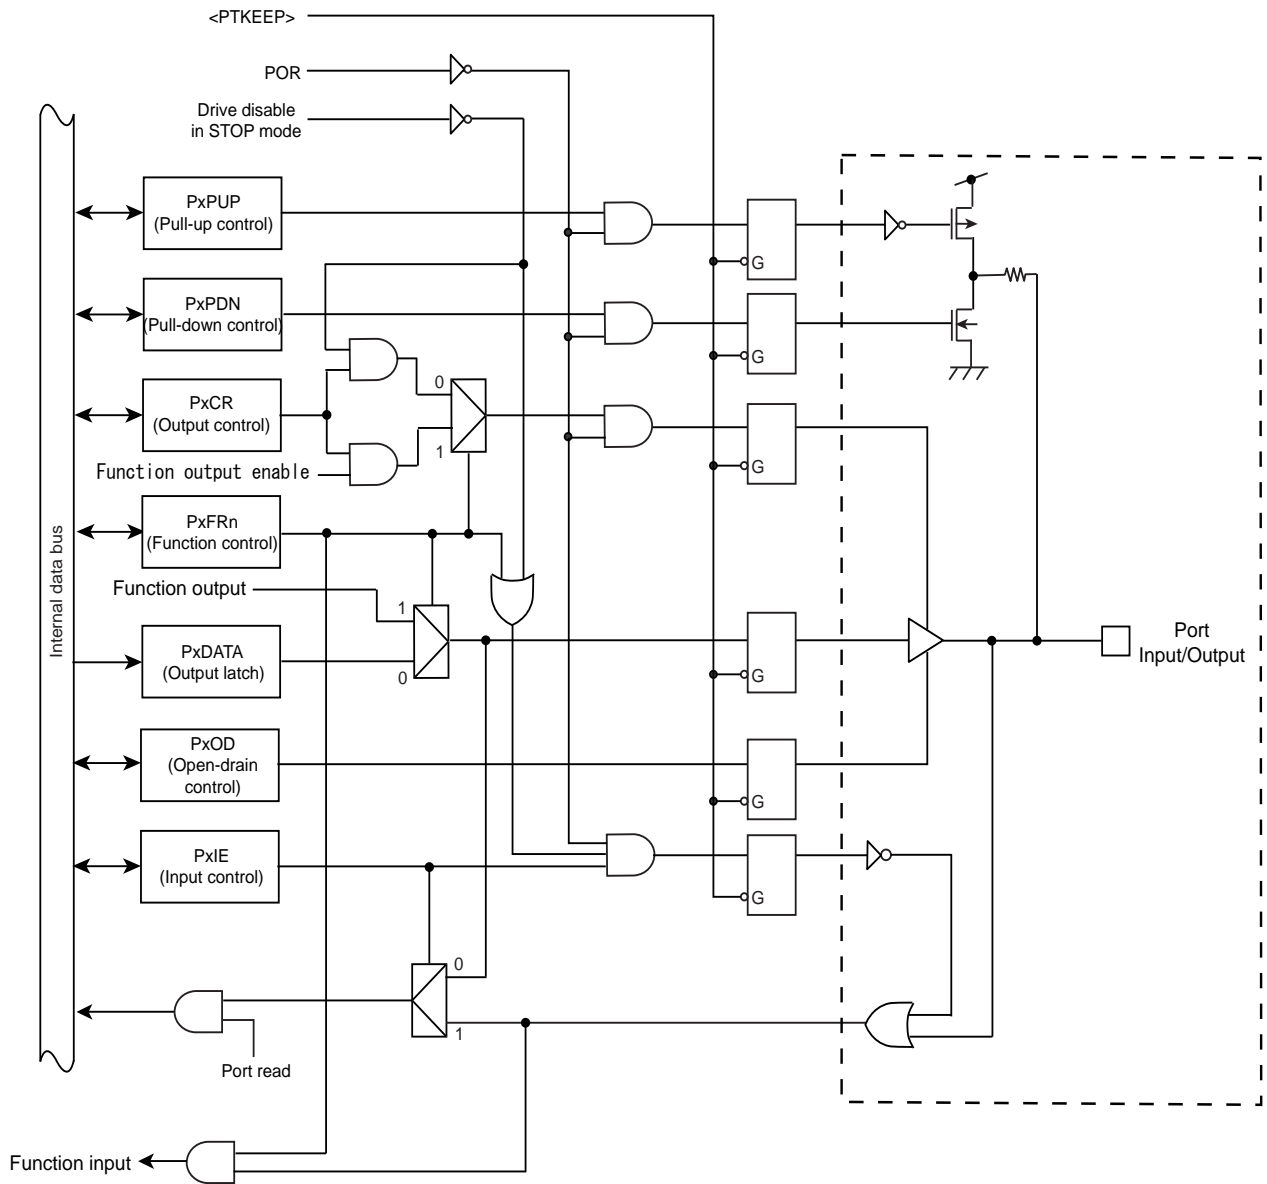 <PTKEEP>
POR
Drive disable
in STOP mode
PxPUP
(Pull-up control)
G
PxPDN
(Pull-down control)
G
PxCR
(Output control)
0
1
G
Function output enable
PxFRn
(Function control)
Internal data bus
Function output
1
PxDATA
(Output latch)
0
G
Port
Input/Output
PxOD
(Open-drain
control)
G
PxIE
(Input control)
G
0
1
Port read
Function input